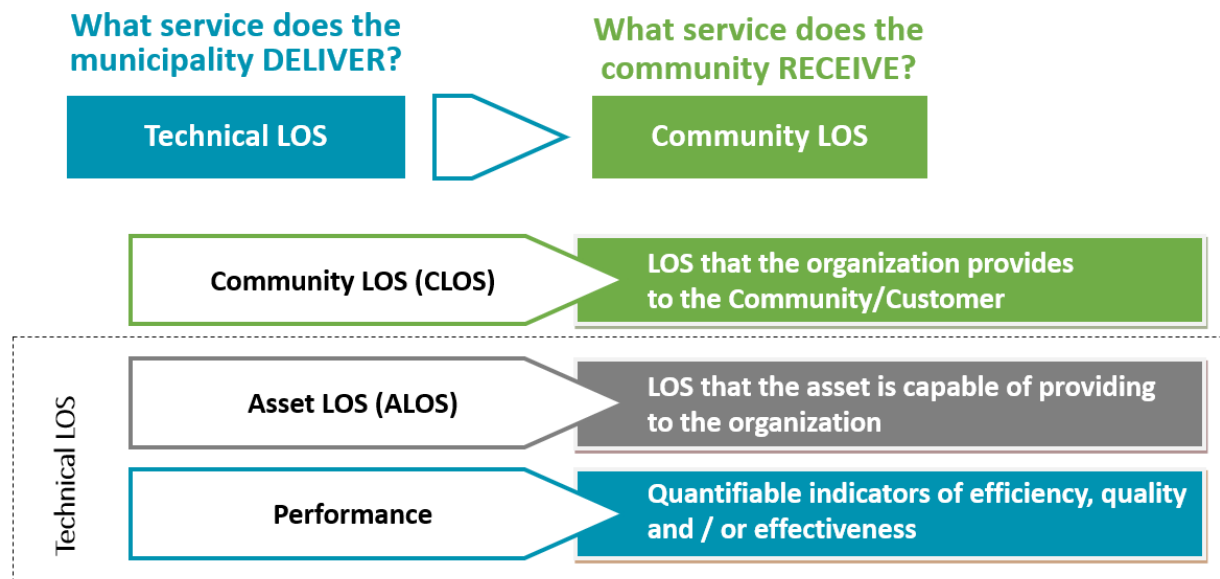 What service does the
municipality DELIVER?
What service does the
community RECEIVE?
Technical LOS
Community LOS
Community LOS (CLOS)
LOS that the organization provides
to the Community/Customer
Technical LOS
Asset LOS (ALOS)
LOS that the asset is capable of providing
to the organization
Performance
Quantifiable indicators of efficiency, quality
and / or effectiveness